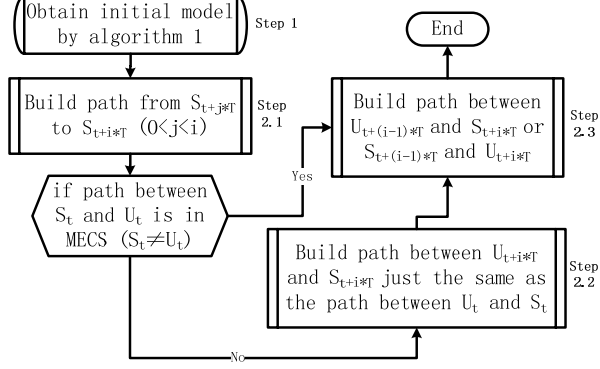 Obtain initial model
by algorithm 1
Step 1
Build path from S_{t+j*T}
to S_{t+i*T} (0<j<i)
Step
2.1
if path between
S_t and U_t is in
MECS (S_t≠U_t)
Yes
No
Build path between U_{t+i*T}
and S_{t+i*T} just the same as
the path between U_t and S_t
Step
2.2
Build path between
U_{t+(i-1)*T} and S_{t+i*T} or
S_{t+(i-1)*T} and U_{t+i*T}
Step
2.3
End